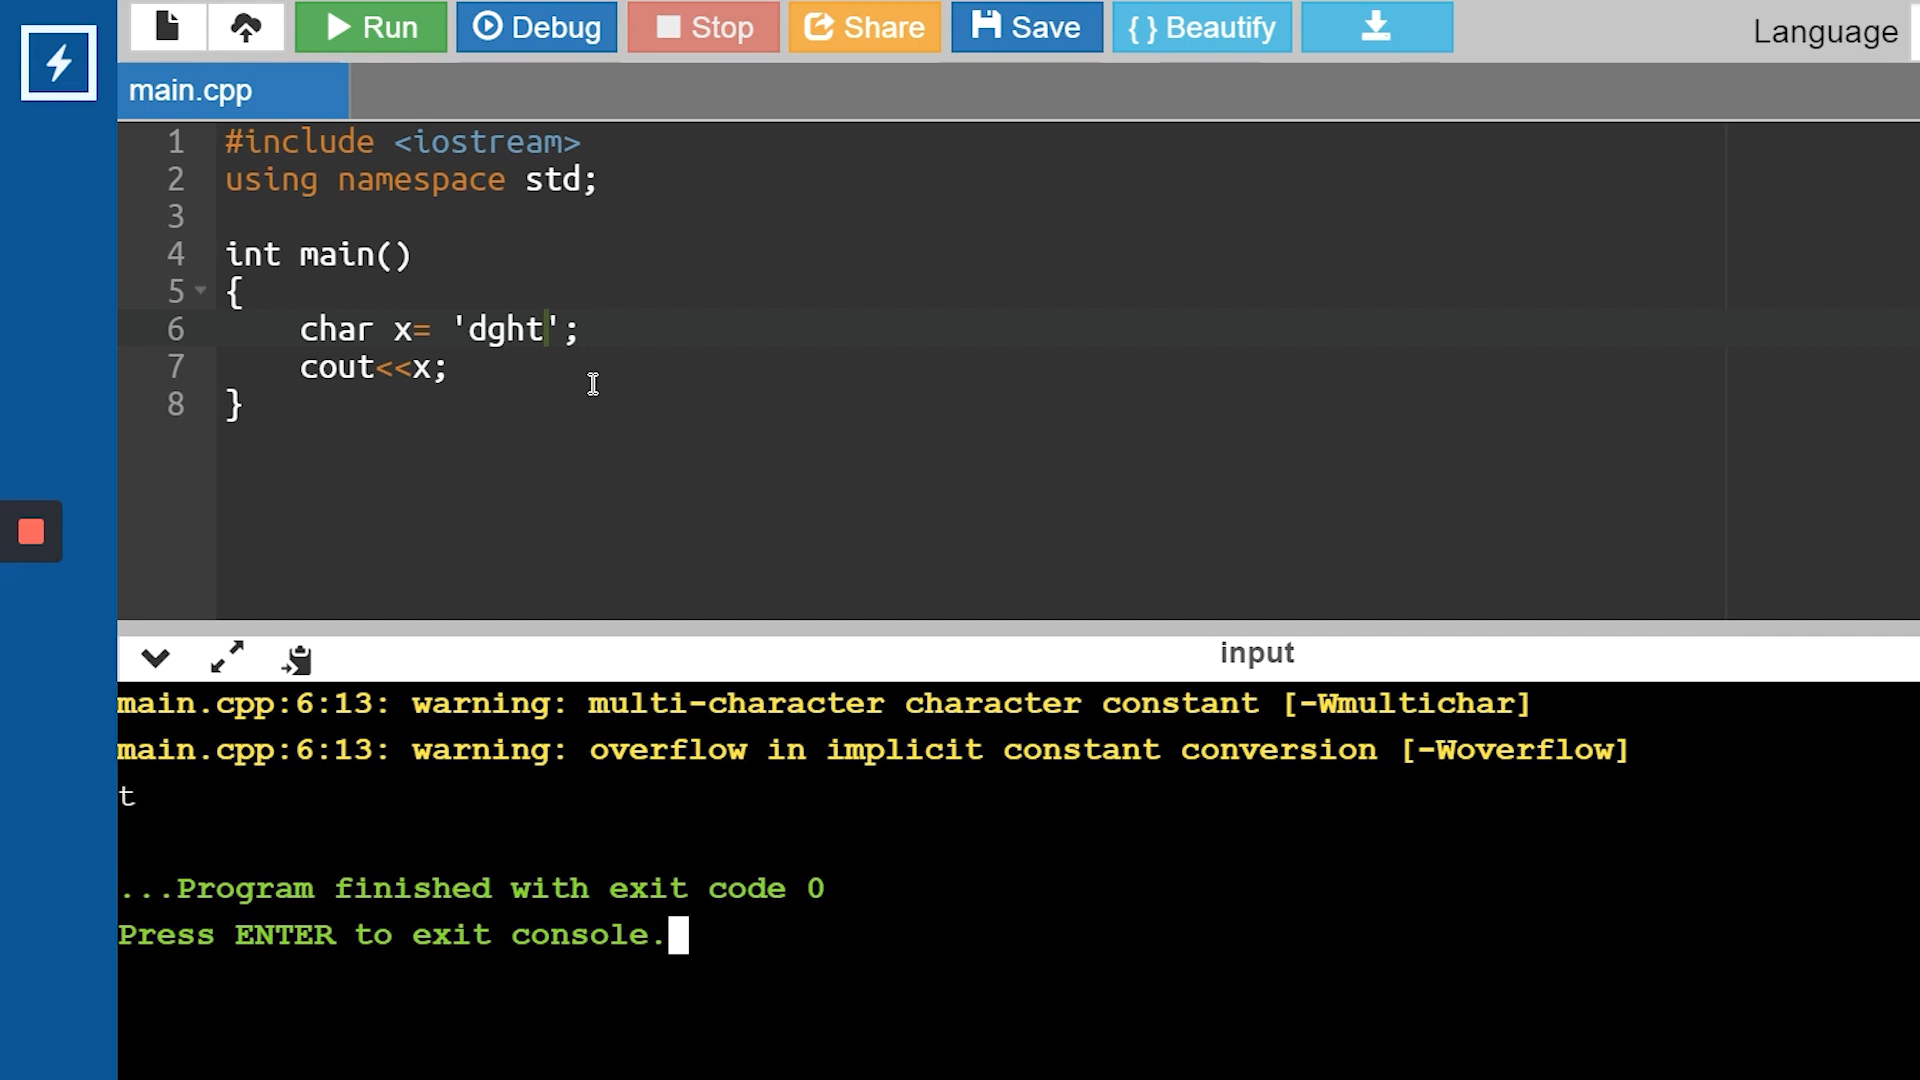 Run Debug Stop Share Save { } Beautify Language
main.cpp
1 #include <iostream>
2 using namespace std;
3
4 int main()
5 {
6 char x= 'dght';
7 cout<<x;
8 }
input
main.cpp:6:13: warning: multi-character character constant [-Wmultichar]
main.cpp:6:13: warning: overflow in implicit constant conversion [-Woverflow]
t
...Program finished with exit code 0
Press ENTER to exit console.